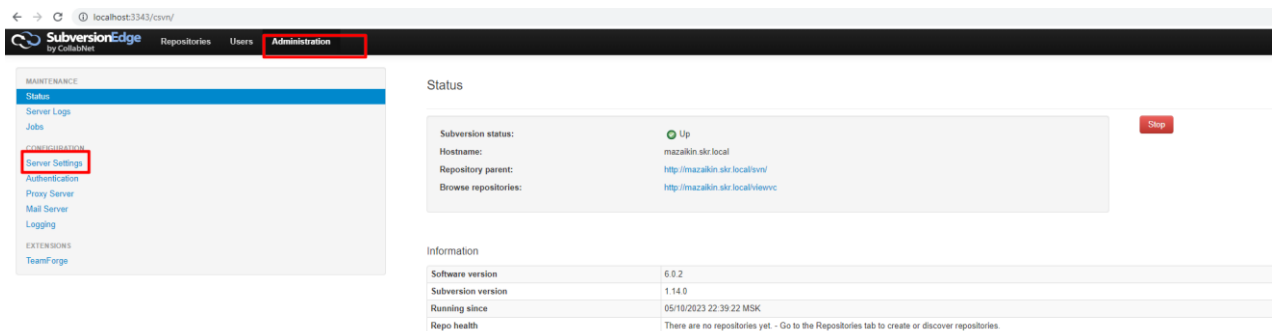 localhost:3343/csvn/
SubversionEdge
by CollabNet
Repositories Users Administration
MAINTENANCE
Status
Server Logs
Jobs
CONFIGURATION
Server Settings
Authentication
Proxy Server
Mail Server
Logging
EXTENSIONS
TeamForge
Status
Subversion status: Up
Hostname: mazaikin.skr.local
Repository parent: http://mazaikin.skr.local/svn/
Browse repositories: http://mazaikin.skr.local/viewvc
Stop
Information
Software version 6.0.2
Subversion version 1.14.0
Running since 05/10/2023 22:39:22 MSK
Repo health There are no repositories yet. - Go to the Repositories tab to create or discover repositories.